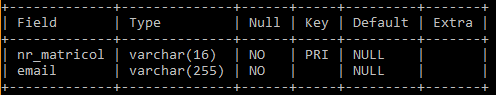 +-------------+--------------+------+-----+---------+-------+
| Field       | Type         | Null | Key | Default | Extra |
+-------------+--------------+------+-----+---------+-------+
| nr_matricol | varchar(16)  | NO   | PRI | NULL    |       |
| email       | varchar(255) | NO   |     | NULL    |       |
+-------------+--------------+------+-----+---------+-------+